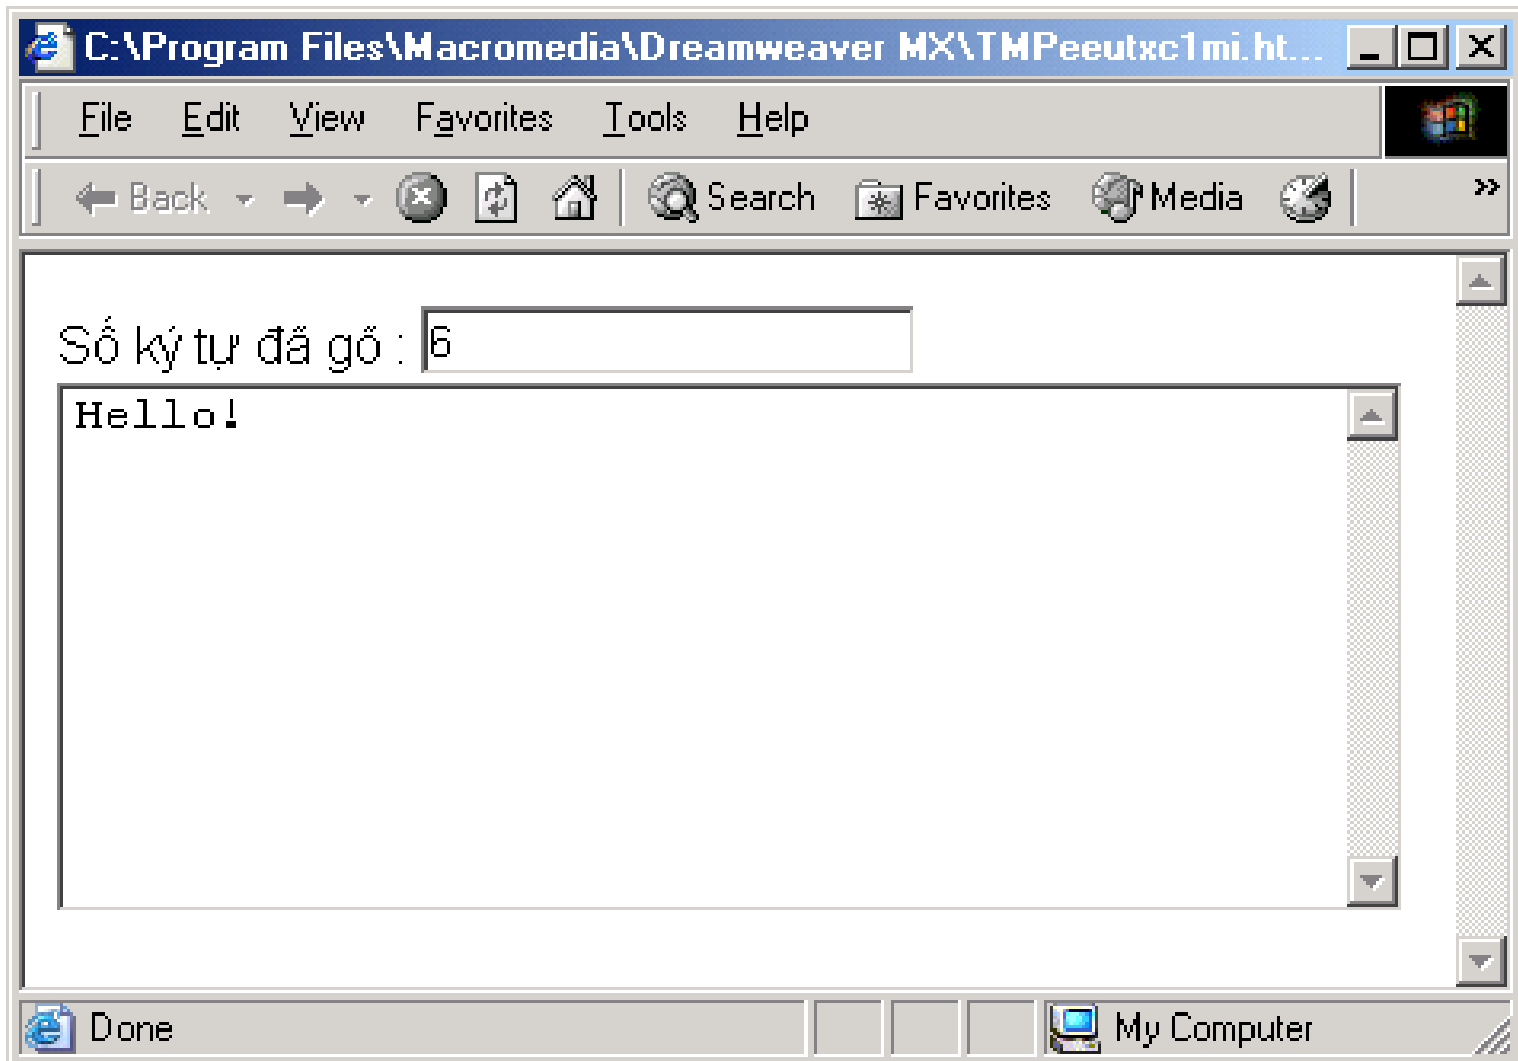 C:\Program Files\Macromedia\Dreamweaver MX\TMPeeutxc1mi.ht...
File Edit View Favorites Tools Help
Back Search Favorites Media »
Số ký tự đã gõ : 6
Hello!
Done My Computer